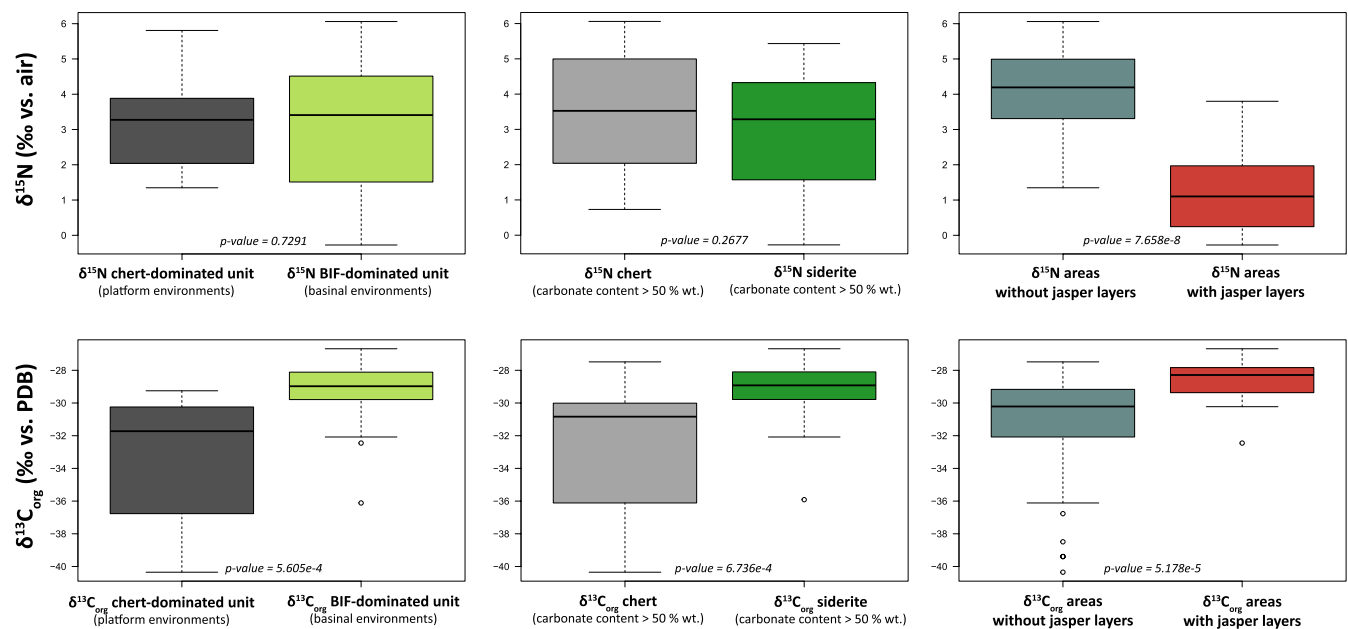 δ¹⁵N (‰ vs. air)
6
5
4
3
2
1
0
p-value = 0.7291
δ¹⁵N chert-dominated unit
(platform environments)
δ¹⁵N BIF-dominated unit
(basinal environments)
6
5
4
3
2
1
0
p-value = 0.2677
δ¹⁵N chert
(carbonate content > 50 % wt.)
δ¹⁵N siderite
(carbonate content > 50 % wt.)
6
5
4
3
2
1
0
p-value = 7.658e-8
δ¹⁵N areas
without jasper layers
δ¹⁵N areas
with jasper layers
δ¹³Corg (‰ vs. PDB)
−28
−30
−32
−34
−36
−38
−40
p-value = 5.605e-4
δ¹³Corg chert-dominated unit
(platform environments)
δ¹³Corg BIF-dominated unit
(basinal environments)
−28
−30
−32
−34
−36
−38
−40
p-value = 6.736e-4
δ¹³Corg chert
(carbonate content > 50 % wt.)
δ¹³Corg siderite
(carbonate content > 50 % wt.)
−28
−30
−32
−34
−36
−38
−40
p-value = 5.178e-5
δ¹³Corg areas
without jasper layers
δ¹³Corg areas
with jasper layers